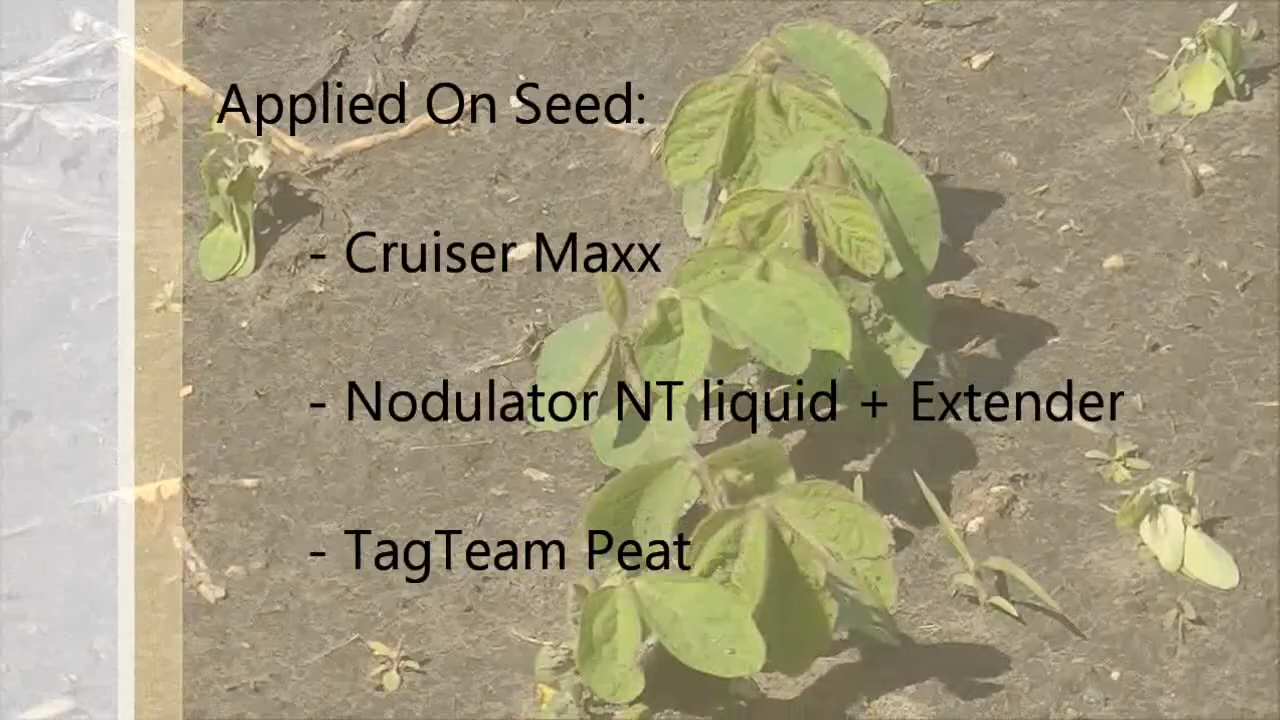 Applied On Seed:
- Cruiser Maxx
- Nodulator NT liquid + Extender
- TagTeam Peat